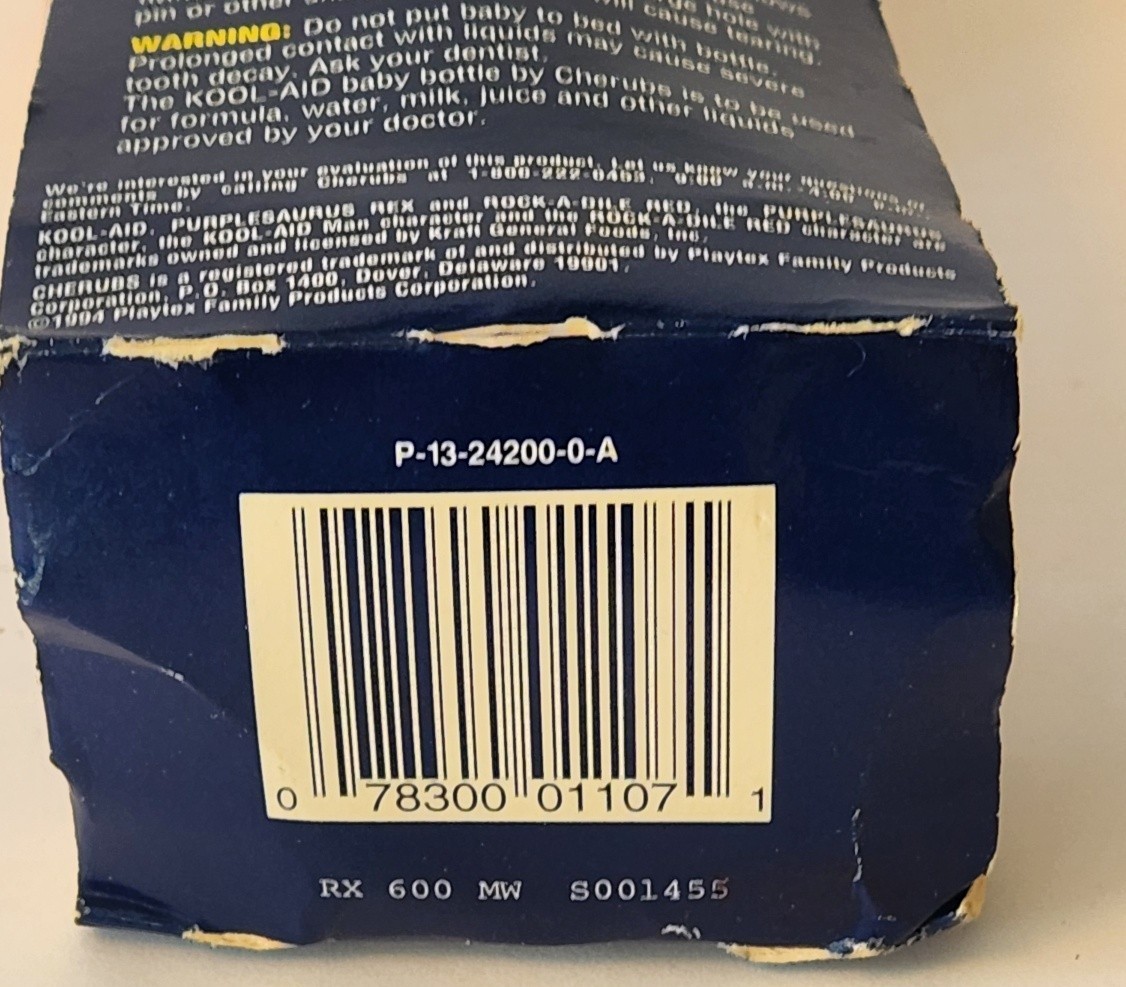 pin or other
WARNING: Do not put baby to bed with bottle.
Prolonged contact with liquids may cause severe
tooth decay. Ask your dentist.
The KOOL-AID baby bottle by Cherubs is to be used
for formula, water, milk, juice and other liquids
approved by your doctor.
We're interested in your evaluation of this product. Let us know your questions or
comments by calling Cherubs at
Eastern Time.
KOOL-AID, PURPLESAURUS REX and ROCK-A-DILE RED, the PURPLESAURUS
character, the KOOL-AID Man character and the ROCK-A-DILE RED character are
trademarks owned and licensed by Kraft General Foods, Inc.
CHERUBS is a registered trademark of and distributed by Playtex Family Products
Corporation, P.O. Box 1400, Dover, Delaware 19901.
©1994 Playtex Family Products Corporation.
P-13-24200-0-A
0 78300 01107 1
RX 600 MW S001455